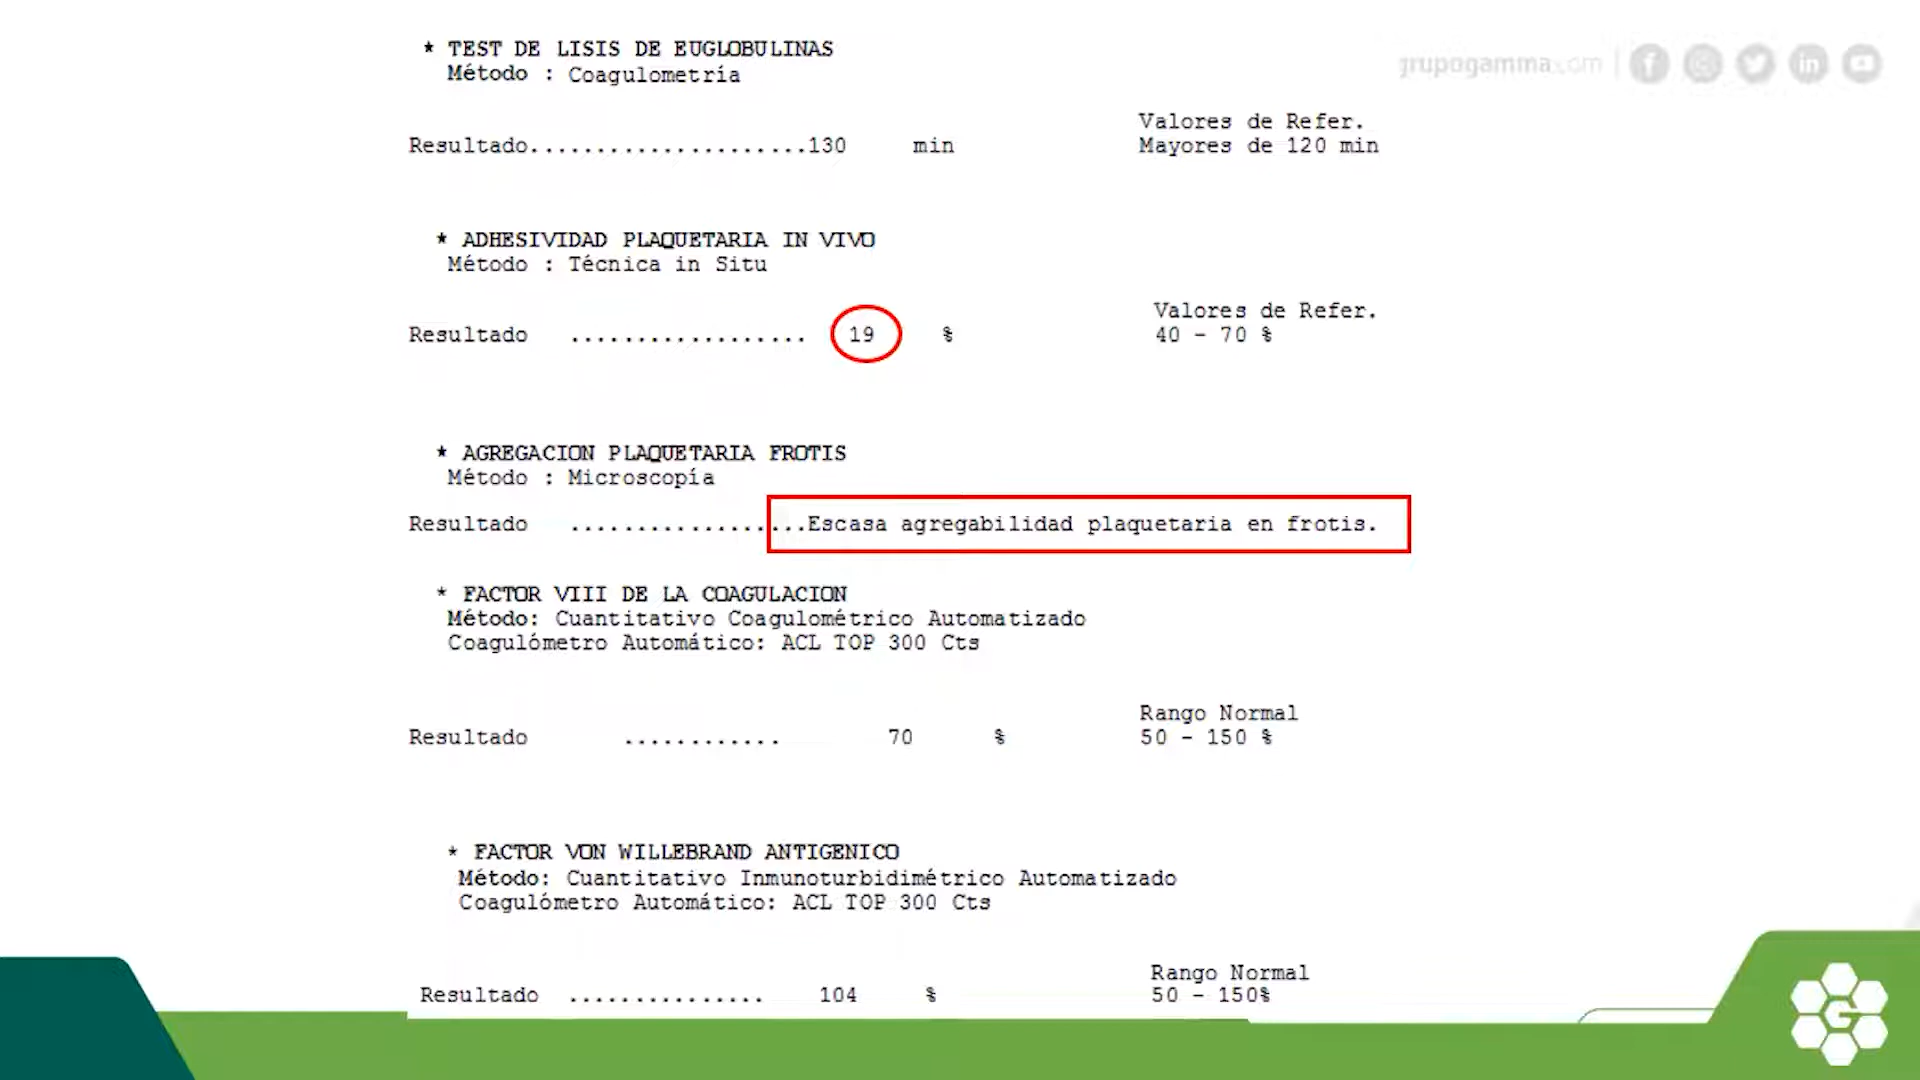 grupogamma.com
* TEST DE LISIS DE EUGLOBULINAS
Método : Coagulometría
Valores de Refer.
Resultado.....................130 min Mayores de 120 min
* ADHESIVIDAD PLAQUETARIA IN VIVO
Método : Técnica in Situ
Valores de Refer.
Resultado .................. 19 % 40 - 70 %
* AGREGACION PLAQUETARIA FROTIS
Método : Microscopía
Resultado ..................Escasa agregabilidad plaquetaria en frotis.
* FACTOR VIII DE LA COAGULACION
Método: Cuantitativo Coagulométrico Automatizado
Coagulómetro Automático: ACL TOP 300 Cts
Rango Normal
Resultado ............ 70 % 50 - 150 %
* FACTOR VON WILLEBRAND ANTIGENICO
Método: Cuantitativo Inmunoturbidimétrico Automatizado
Coagulómetro Automático: ACL TOP 300 Cts
Rango Normal
Resultado ............... 104 % 50 - 150%